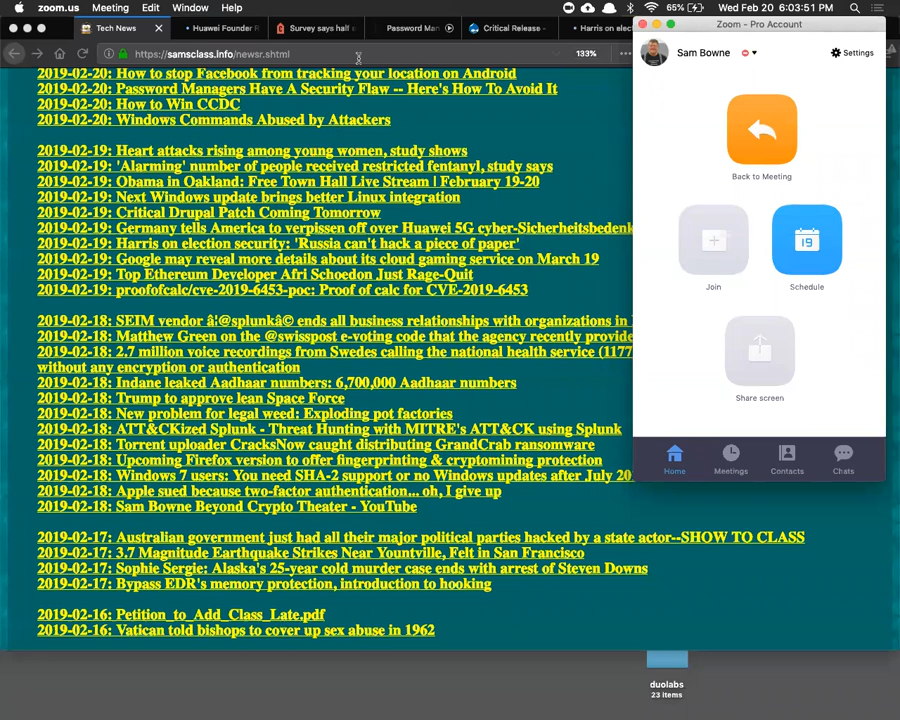 zoom.us Meeting Edit Window Help 65% Wed Feb 20 6:03:51 PM
Tech News Huawei Founder R Survey says half Password Man Critical Release - Harris on electi
https://samsclass.info/newsr.shtml 133%
2019-02-20: How to stop Facebook from tracking your location on Android
2019-02-20: Password Managers Have A Security Flaw -- Here's How To Avoid It
2019-02-20: How to Win CCDC
2019-02-20: Windows Commands Abused by Attackers
2019-02-19: Heart attacks rising among young women, study shows
2019-02-19: 'Alarming' number of people received restricted fentanyl, study says
2019-02-19: Obama in Oakland: Free Town Hall Live Stream | February 19-20
2019-02-19: Next Windows update brings better Linux integration
2019-02-19: Critical Drupal Patch Coming Tomorrow
2019-02-19: Germany tells America to verpissen off over Huawei 5G cyber-Sicherheitsbedenk
2019-02-19: Harris on election security: 'Russia can't hack a piece of paper'
2019-02-19: Google may reveal more details about its cloud gaming service on March 19
2019-02-19: Top Ethereum Developer Afri Schoedon Just Rage-Quit
2019-02-19: proofofcalc/cve-2019-6453-poc: Proof of calc for CVE-2019-6453
2019-02-18: SEIM vendor â¦@splunkâ© ends all business relationships with organizations in
2019-02-18: Matthew Green on the @swisspost e-voting code that the agency recently provide
2019-02-18: 2.7 million voice recordings from Swedes calling the national health service (1177
without any encryption or authentication
2019-02-18: Indane leaked Aadhaar numbers: 6,700,000 Aadhaar numbers
2019-02-18: Trump to approve lean Space Force
2019-02-18: New problem for legal weed: Exploding pot factories
2019-02-18: ATT&CKized Splunk - Threat Hunting with MITRE's ATT&CK using Splunk
2019-02-18: Torrent uploader CracksNow caught distributing GrandCrab ransomware
2019-02-18: Upcoming Firefox version to offer fingerprinting & cryptomining protection
2019-02-18: Windows 7 users: You need SHA-2 support or no Windows updates after July 20
2019-02-18: Apple sued because two-factor authentication... oh, I give up
2019-02-18: Sam Bowne Beyond Crypto Theater - YouTube
2019-02-17: Australian government just had all their major political parties hacked by a state actor--SHOW TO CLASS
2019-02-17: 3.7 Magnitude Earthquake Strikes Near Yountville, Felt in San Francisco
2019-02-17: Sophie Sergie: Alaska's 25-year cold murder case ends with arrest of Steven Downs
2019-02-17: Bypass EDR's memory protection, introduction to hooking
2019-02-16: Petition_to_Add_Class_Late.pdf
2019-02-16: Vatican told bishops to cover up sex abuse in 1962
Zoom - Pro Account
Sam Bowne Settings
Back to Meeting
19
Join Schedule
Share screen
Home Meetings Contacts Chats
duolabs
23 items